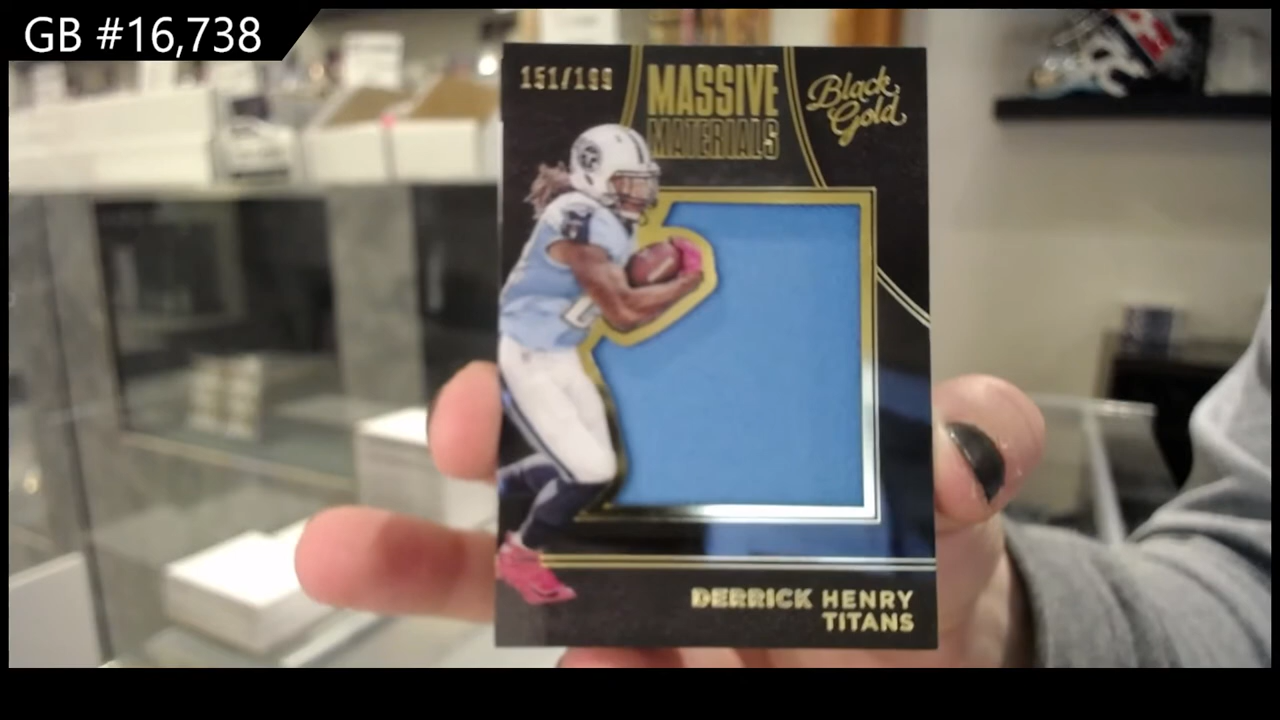 GB #16,738
151/199
MASSIVE
MATERIALS
Black
Gold
DERRICK HENRY
TITANS